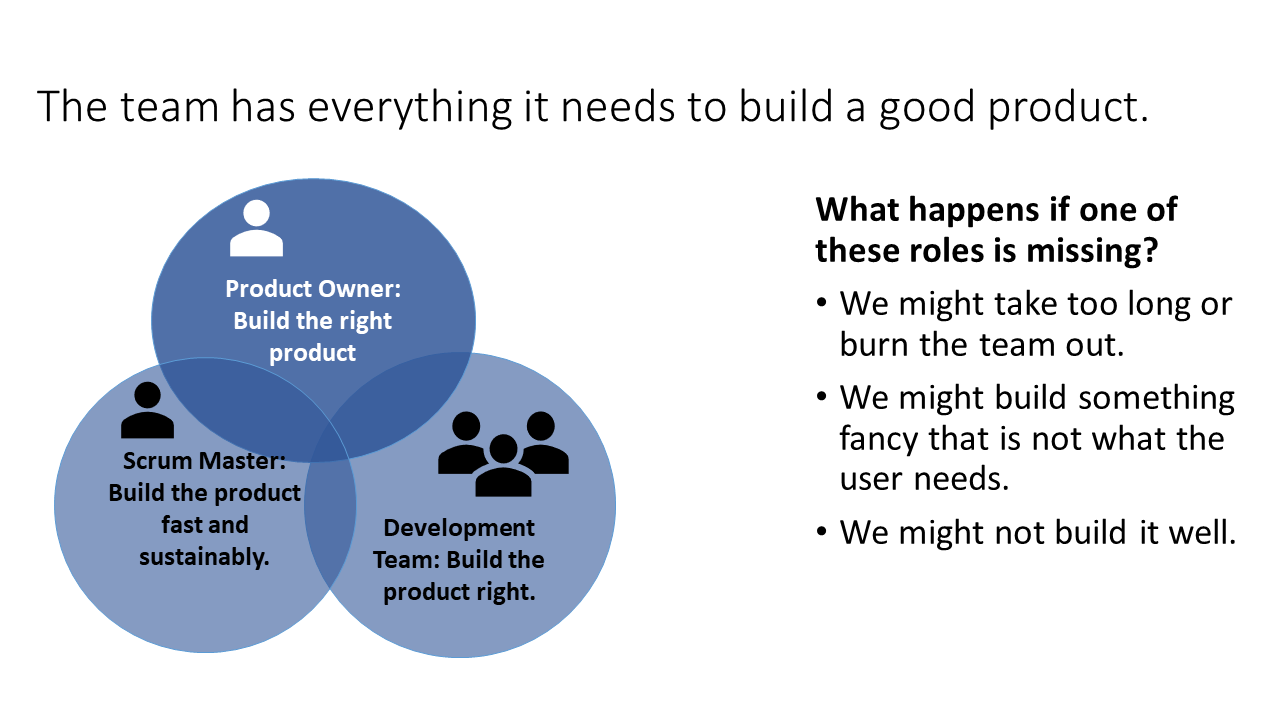 The team has everything it needs to build a good product.
Product Owner:
Build the right
product
Scrum Master:
Build the product
fast and
sustainably.
Development
Team: Build the
product right.
What happens if one of
these roles is missing?
• We might take too long or
burn the team out.
• We might build something
fancy that is not what the
user needs.
• We might not build it well.